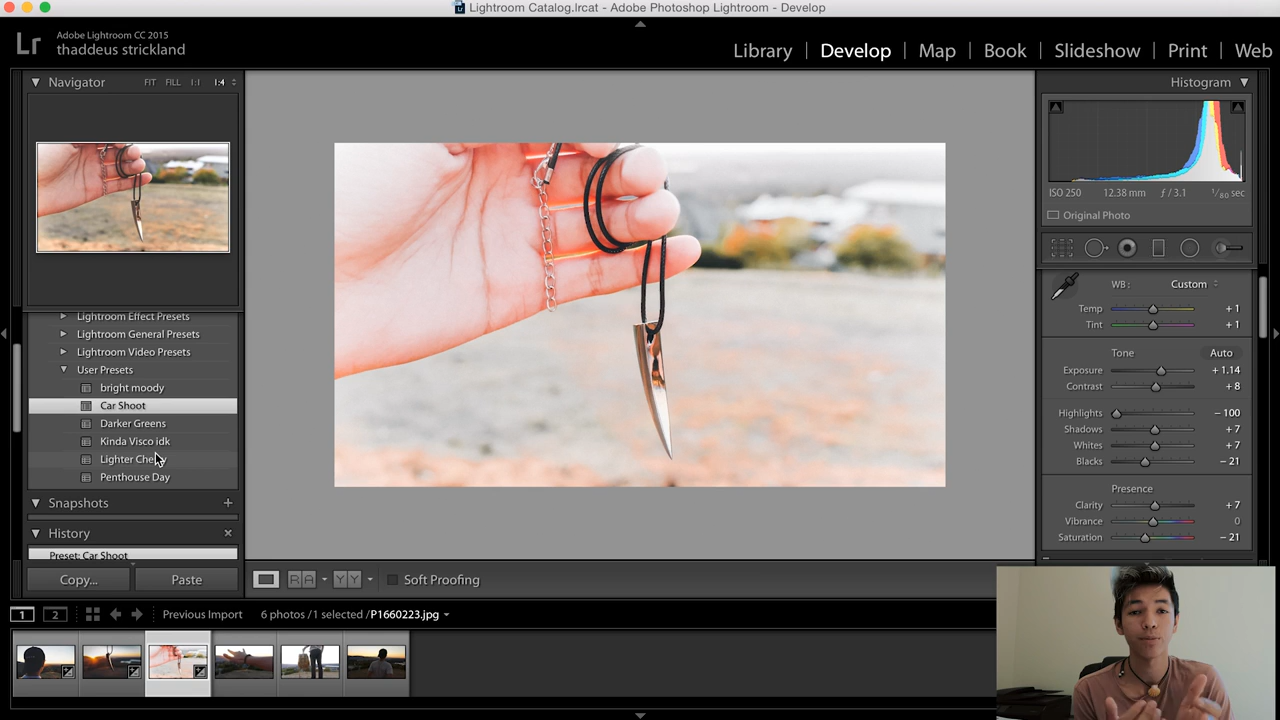 Lightroom Catalog.lrcat - Adobe Photoshop Lightroom - Develop
Lr
Adobe Lightroom CC 2015
thaddeus strickland
Library | Develop | Map | Book | Slideshow | Print | Web
Navigator FIT FILL 1:1 1:4
Histogram
ISO 250 12.38 mm ƒ / 3.1 1/80 sec
Original Photo
WB: Custom
Temp +1
Tint +1
Tone Auto
Exposure +1.14
Contrast +8
Highlights −100
Shadows +7
Whites +7
Blacks −21
Presence
Clarity +7
Vibrance 0
Saturation −21
Lightroom Effect Presets
Lightroom General Presets
Lightroom Video Presets
User Presets
bright moody
Car Shoot
Darker Greens
Kinda Visco idk
Lighter
Penthouse Day
Snapshots +
History ×
Preset: Car Shoot
Copy... Paste
R A Y Y Soft Proofing
1 2 Previous Import 6 photos /1 selected /P1660223.jpg